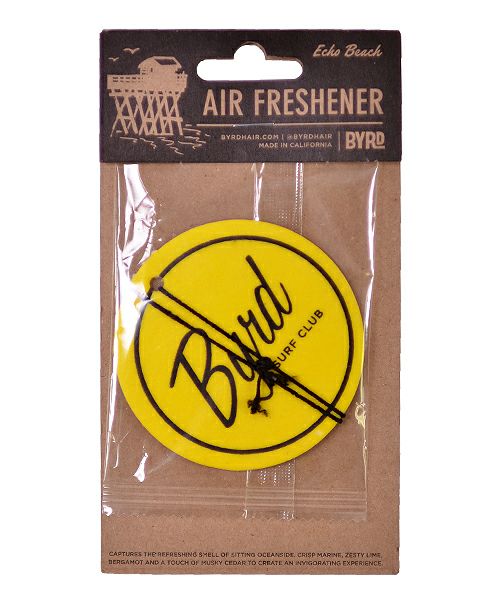 Echo Beach
AIR FRESHENER
BYRDHAIR.COM | @BYRDHAIR
MADE IN CALIFORNIA
BYRD
Byrd
SURF CLUB
CAPTURES THE REFRESHING SMELL OF SITTING OCEANSIDE. CRISP MARINE, ZESTY LIME,
BERGAMOT AND A TOUCH OF MUSKY CEDAR TO CREATE AN INVIGORATING EXPERIENCE.